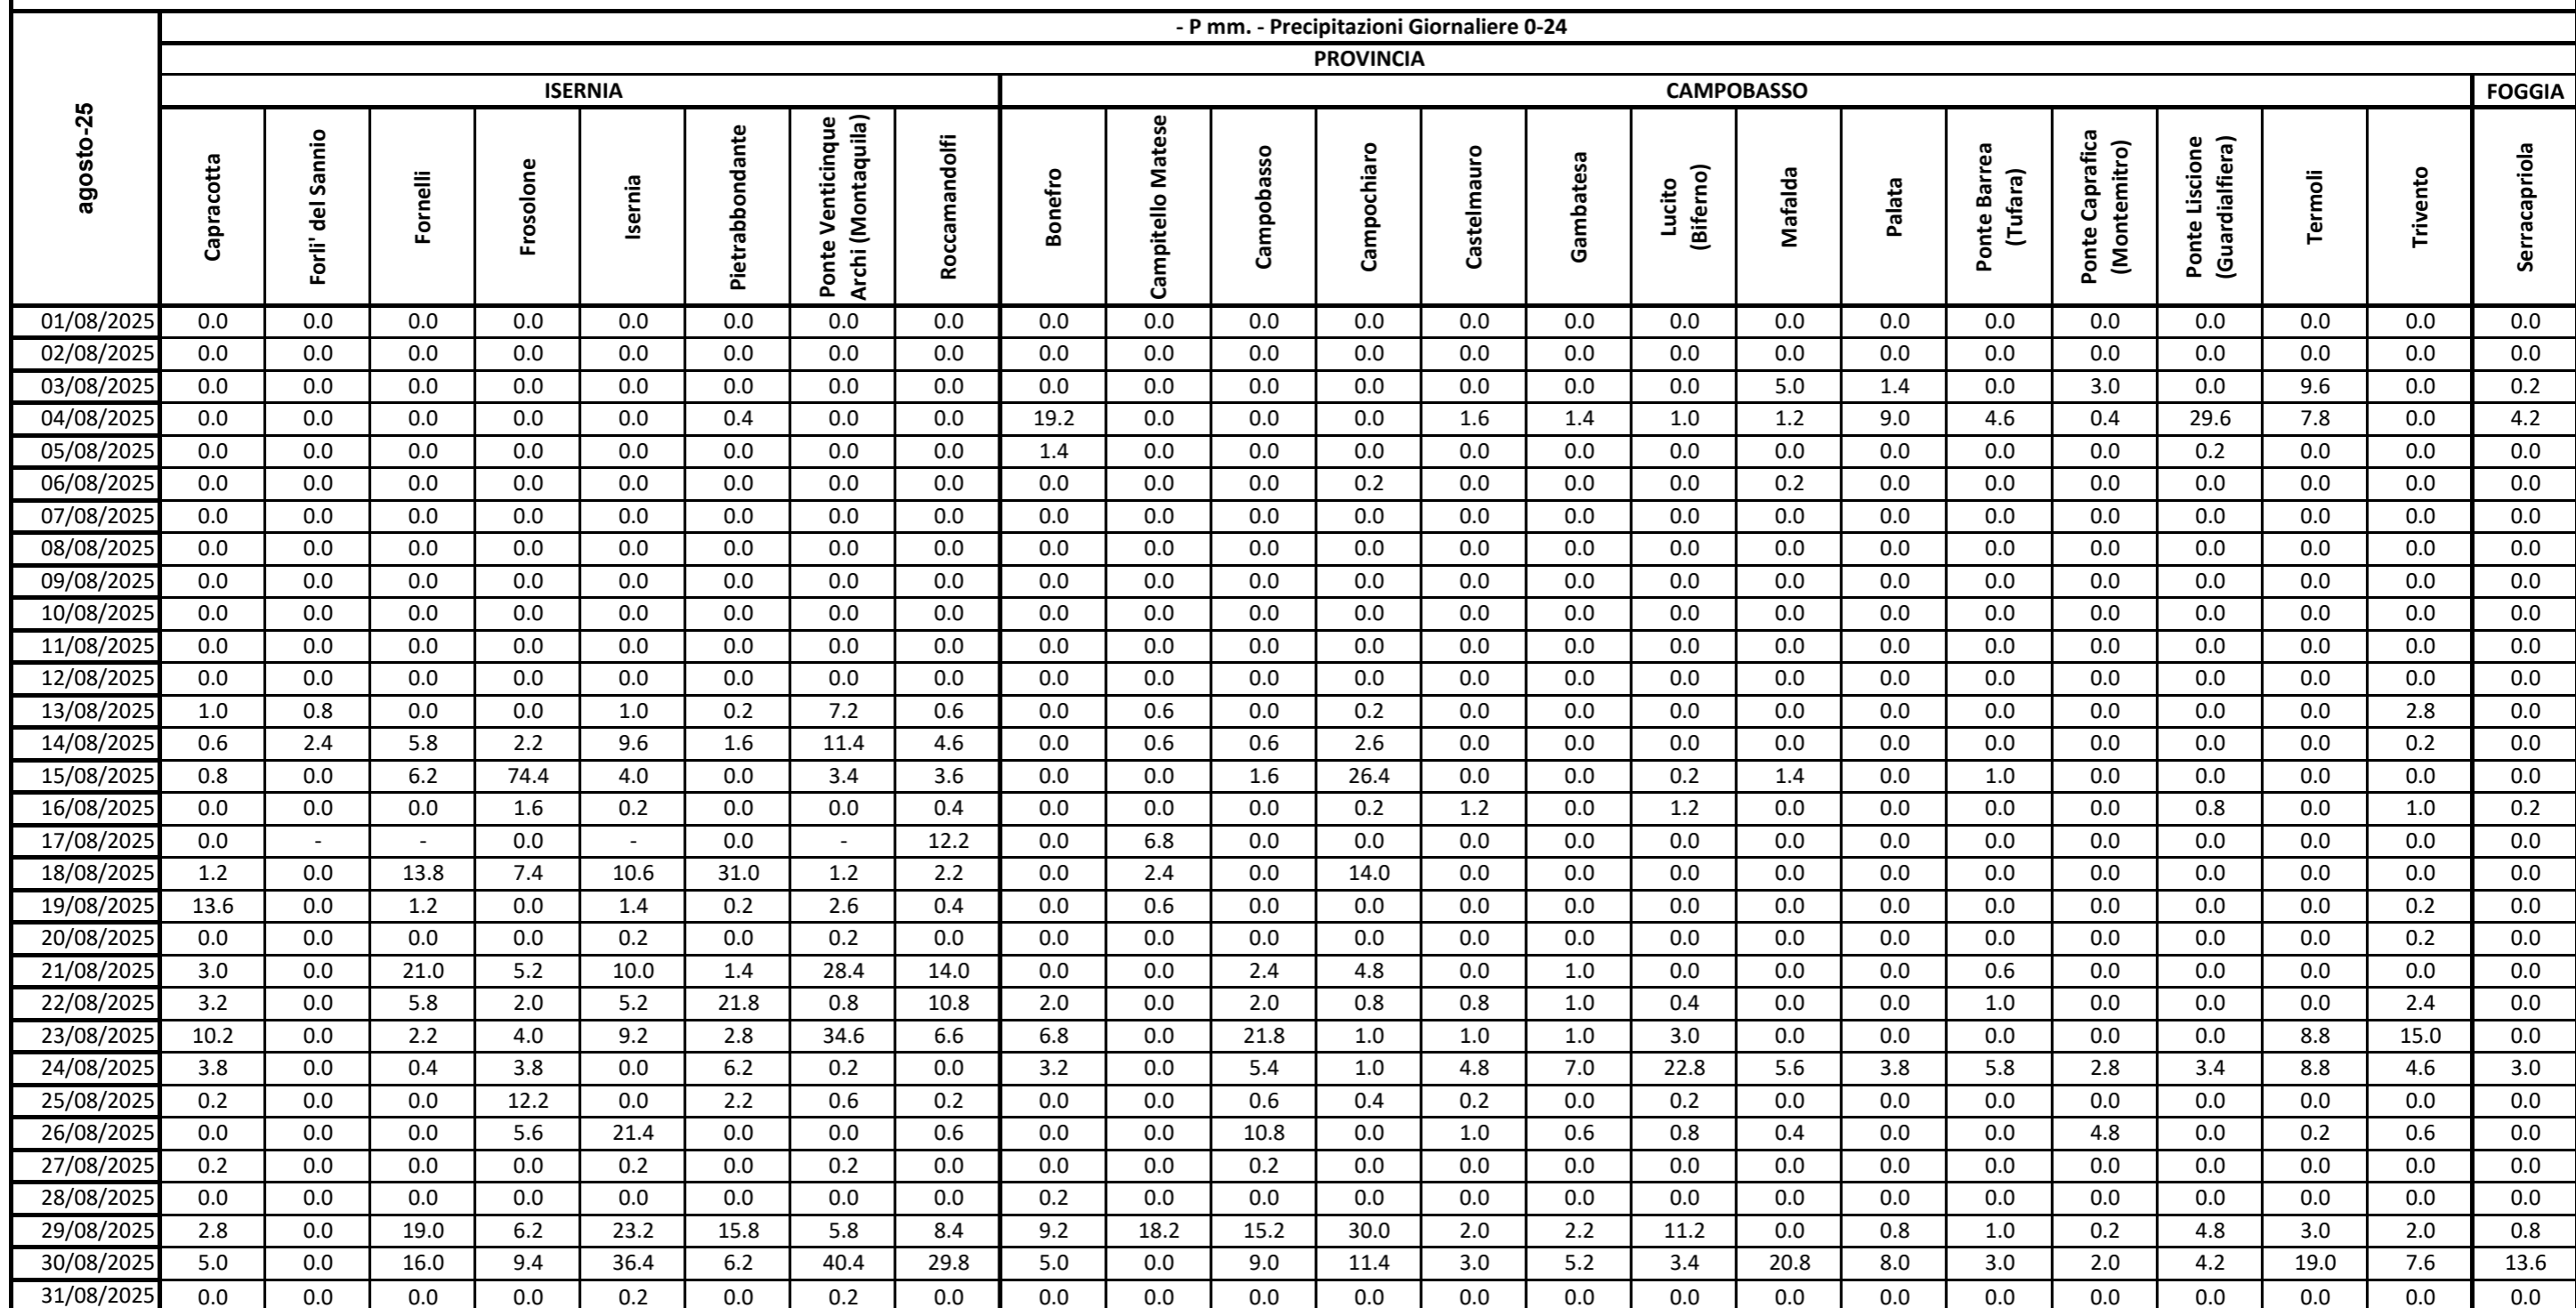 - P mm. - Precipitazioni Giornaliere 0-24
PROVINCIA
ISERNIA CAMPOBASSO FOGGIA
agosto-25 Capracotta Forli' del Sannio Fornelli Frosolone Isernia Pietrabbondante Ponte Venticinque Archi (Montaquila) Roccamandolfi Bonefro Campitello Matese Campobasso Campochiaro Castelmauro Gambatesa Lucito (Biferno) Mafalda Palata Ponte Barrea (Tufara) Ponte Caprafica (Montemitro) Ponte Liscione (Guardialfiera) Termoli Trivento Serracapriola
01/08/2025 0.0 0.0 0.0 0.0 0.0 0.0 0.0 0.0 0.0 0.0 0.0 0.0 0.0 0.0 0.0 0.0 0.0 0.0 0.0 0.0 0.0 0.0 0.0
02/08/2025 0.0 0.0 0.0 0.0 0.0 0.0 0.0 0.0 0.0 0.0 0.0 0.0 0.0 0.0 0.0 0.0 0.0 0.0 0.0 0.0 0.0 0.0 0.0
03/08/2025 0.0 0.0 0.0 0.0 0.0 0.0 0.0 0.0 0.0 0.0 0.0 0.0 0.0 0.0 0.0 5.0 1.4 0.0 3.0 0.0 9.6 0.0 0.2
04/08/2025 0.0 0.0 0.0 0.0 0.0 0.4 0.0 0.0 19.2 0.0 0.0 0.0 1.6 1.4 1.0 1.2 9.0 4.6 0.4 29.6 7.8 0.0 4.2
05/08/2025 0.0 0.0 0.0 0.0 0.0 0.0 0.0 0.0 1.4 0.0 0.0 0.0 0.0 0.0 0.0 0.0 0.0 0.0 0.0 0.2 0.0 0.0 0.0
06/08/2025 0.0 0.0 0.0 0.0 0.0 0.0 0.0 0.0 0.0 0.0 0.0 0.2 0.0 0.0 0.0 0.2 0.0 0.0 0.0 0.0 0.0 0.0 0.0
07/08/2025 0.0 0.0 0.0 0.0 0.0 0.0 0.0 0.0 0.0 0.0 0.0 0.0 0.0 0.0 0.0 0.0 0.0 0.0 0.0 0.0 0.0 0.0 0.0
08/08/2025 0.0 0.0 0.0 0.0 0.0 0.0 0.0 0.0 0.0 0.0 0.0 0.0 0.0 0.0 0.0 0.0 0.0 0.0 0.0 0.0 0.0 0.0 0.0
09/08/2025 0.0 0.0 0.0 0.0 0.0 0.0 0.0 0.0 0.0 0.0 0.0 0.0 0.0 0.0 0.0 0.0 0.0 0.0 0.0 0.0 0.0 0.0 0.0
10/08/2025 0.0 0.0 0.0 0.0 0.0 0.0 0.0 0.0 0.0 0.0 0.0 0.0 0.0 0.0 0.0 0.0 0.0 0.0 0.0 0.0 0.0 0.0 0.0
11/08/2025 0.0 0.0 0.0 0.0 0.0 0.0 0.0 0.0 0.0 0.0 0.0 0.0 0.0 0.0 0.0 0.0 0.0 0.0 0.0 0.0 0.0 0.0 0.0
12/08/2025 0.0 0.0 0.0 0.0 0.0 0.0 0.0 0.0 0.0 0.0 0.0 0.0 0.0 0.0 0.0 0.0 0.0 0.0 0.0 0.0 0.0 0.0 0.0
13/08/2025 1.0 0.8 0.0 0.0 1.0 0.2 7.2 0.6 0.0 0.6 0.0 0.2 0.0 0.0 0.0 0.0 0.0 0.0 0.0 0.0 0.0 2.8 0.0
14/08/2025 0.6 2.4 5.8 2.2 9.6 1.6 11.4 4.6 0.0 0.6 0.6 2.6 0.0 0.0 0.0 0.0 0.0 0.0 0.0 0.0 0.0 0.2 0.0
15/08/2025 0.8 0.0 6.2 74.4 4.0 0.0 3.4 3.6 0.0 0.0 1.6 26.4 0.0 0.0 0.2 1.4 0.0 1.0 0.0 0.0 0.0 0.0 0.0
16/08/2025 0.0 0.0 0.0 1.6 0.2 0.0 0.0 0.4 0.0 0.0 0.0 0.2 1.2 0.0 1.2 0.0 0.0 0.0 0.0 0.8 0.0 1.0 0.2
17/08/2025 0.0 - - 0.0 - 0.0 - 12.2 0.0 6.8 0.0 0.0 0.0 0.0 0.0 0.0 0.0 0.0 0.0 0.0 0.0 0.0 0.0
18/08/2025 1.2 0.0 13.8 7.4 10.6 31.0 1.2 2.2 0.0 2.4 0.0 14.0 0.0 0.0 0.0 0.0 0.0 0.0 0.0 0.0 0.0 0.0 0.0
19/08/2025 13.6 0.0 1.2 0.0 1.4 0.2 2.6 0.4 0.0 0.6 0.0 0.0 0.0 0.0 0.0 0.0 0.0 0.0 0.0 0.0 0.0 0.2 0.0
20/08/2025 0.0 0.0 0.0 0.0 0.2 0.0 0.2 0.0 0.0 0.0 0.0 0.0 0.0 0.0 0.0 0.0 0.0 0.0 0.0 0.0 0.0 0.2 0.0
21/08/2025 3.0 0.0 21.0 5.2 10.0 1.4 28.4 14.0 0.0 0.0 2.4 4.8 0.0 1.0 0.0 0.0 0.0 0.6 0.0 0.0 0.0 0.0 0.0
22/08/2025 3.2 0.0 5.8 2.0 5.2 21.8 0.8 10.8 2.0 0.0 2.0 0.8 0.8 1.0 0.4 0.0 0.0 1.0 0.0 0.0 0.0 2.4 0.0
23/08/2025 10.2 0.0 2.2 4.0 9.2 2.8 34.6 6.6 6.8 0.0 21.8 1.0 1.0 1.0 3.0 0.0 0.0 0.0 0.0 0.0 8.8 15.0 0.0
24/08/2025 3.8 0.0 0.4 3.8 0.0 6.2 0.2 0.0 3.2 0.0 5.4 1.0 4.8 7.0 22.8 5.6 3.8 5.8 2.8 3.4 8.8 4.6 3.0
25/08/2025 0.2 0.0 0.0 12.2 0.0 2.2 0.6 0.2 0.0 0.0 0.6 0.4 0.2 0.0 0.2 0.0 0.0 0.0 0.0 0.0 0.0 0.0 0.0
26/08/2025 0.0 0.0 0.0 5.6 21.4 0.0 0.0 0.6 0.0 0.0 10.8 0.0 1.0 0.6 0.8 0.4 0.0 0.0 4.8 0.0 0.2 0.6 0.0
27/08/2025 0.2 0.0 0.0 0.0 0.2 0.0 0.2 0.0 0.0 0.0 0.2 0.0 0.0 0.0 0.0 0.0 0.0 0.0 0.0 0.0 0.0 0.0 0.0
28/08/2025 0.0 0.0 0.0 0.0 0.0 0.0 0.0 0.0 0.2 0.0 0.0 0.0 0.0 0.0 0.0 0.0 0.0 0.0 0.0 0.0 0.0 0.0 0.0
29/08/2025 2.8 0.0 19.0 6.2 23.2 15.8 5.8 8.4 9.2 18.2 15.2 30.0 2.0 2.2 11.2 0.0 0.8 1.0 0.2 4.8 3.0 2.0 0.8
30/08/2025 5.0 0.0 16.0 9.4 36.4 6.2 40.4 29.8 5.0 0.0 9.0 11.4 3.0 5.2 3.4 20.8 8.0 3.0 2.0 4.2 19.0 7.6 13.6
31/08/2025 0.0 0.0 0.0 0.0 0.2 0.0 0.2 0.0 0.0 0.0 0.0 0.0 0.0 0.0 0.0 0.0 0.0 0.0 0.0 0.0 0.0 0.0 0.0